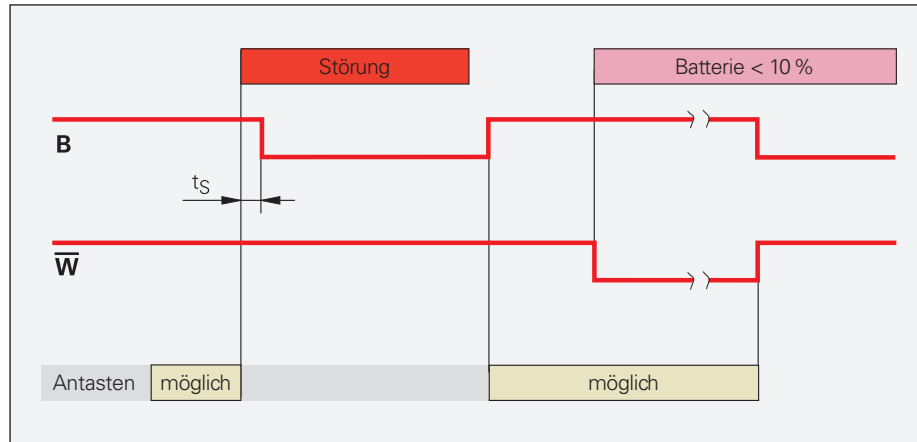 Störung
Batterie < 10 %
B
tS
W̅
Antasten
möglich
möglich